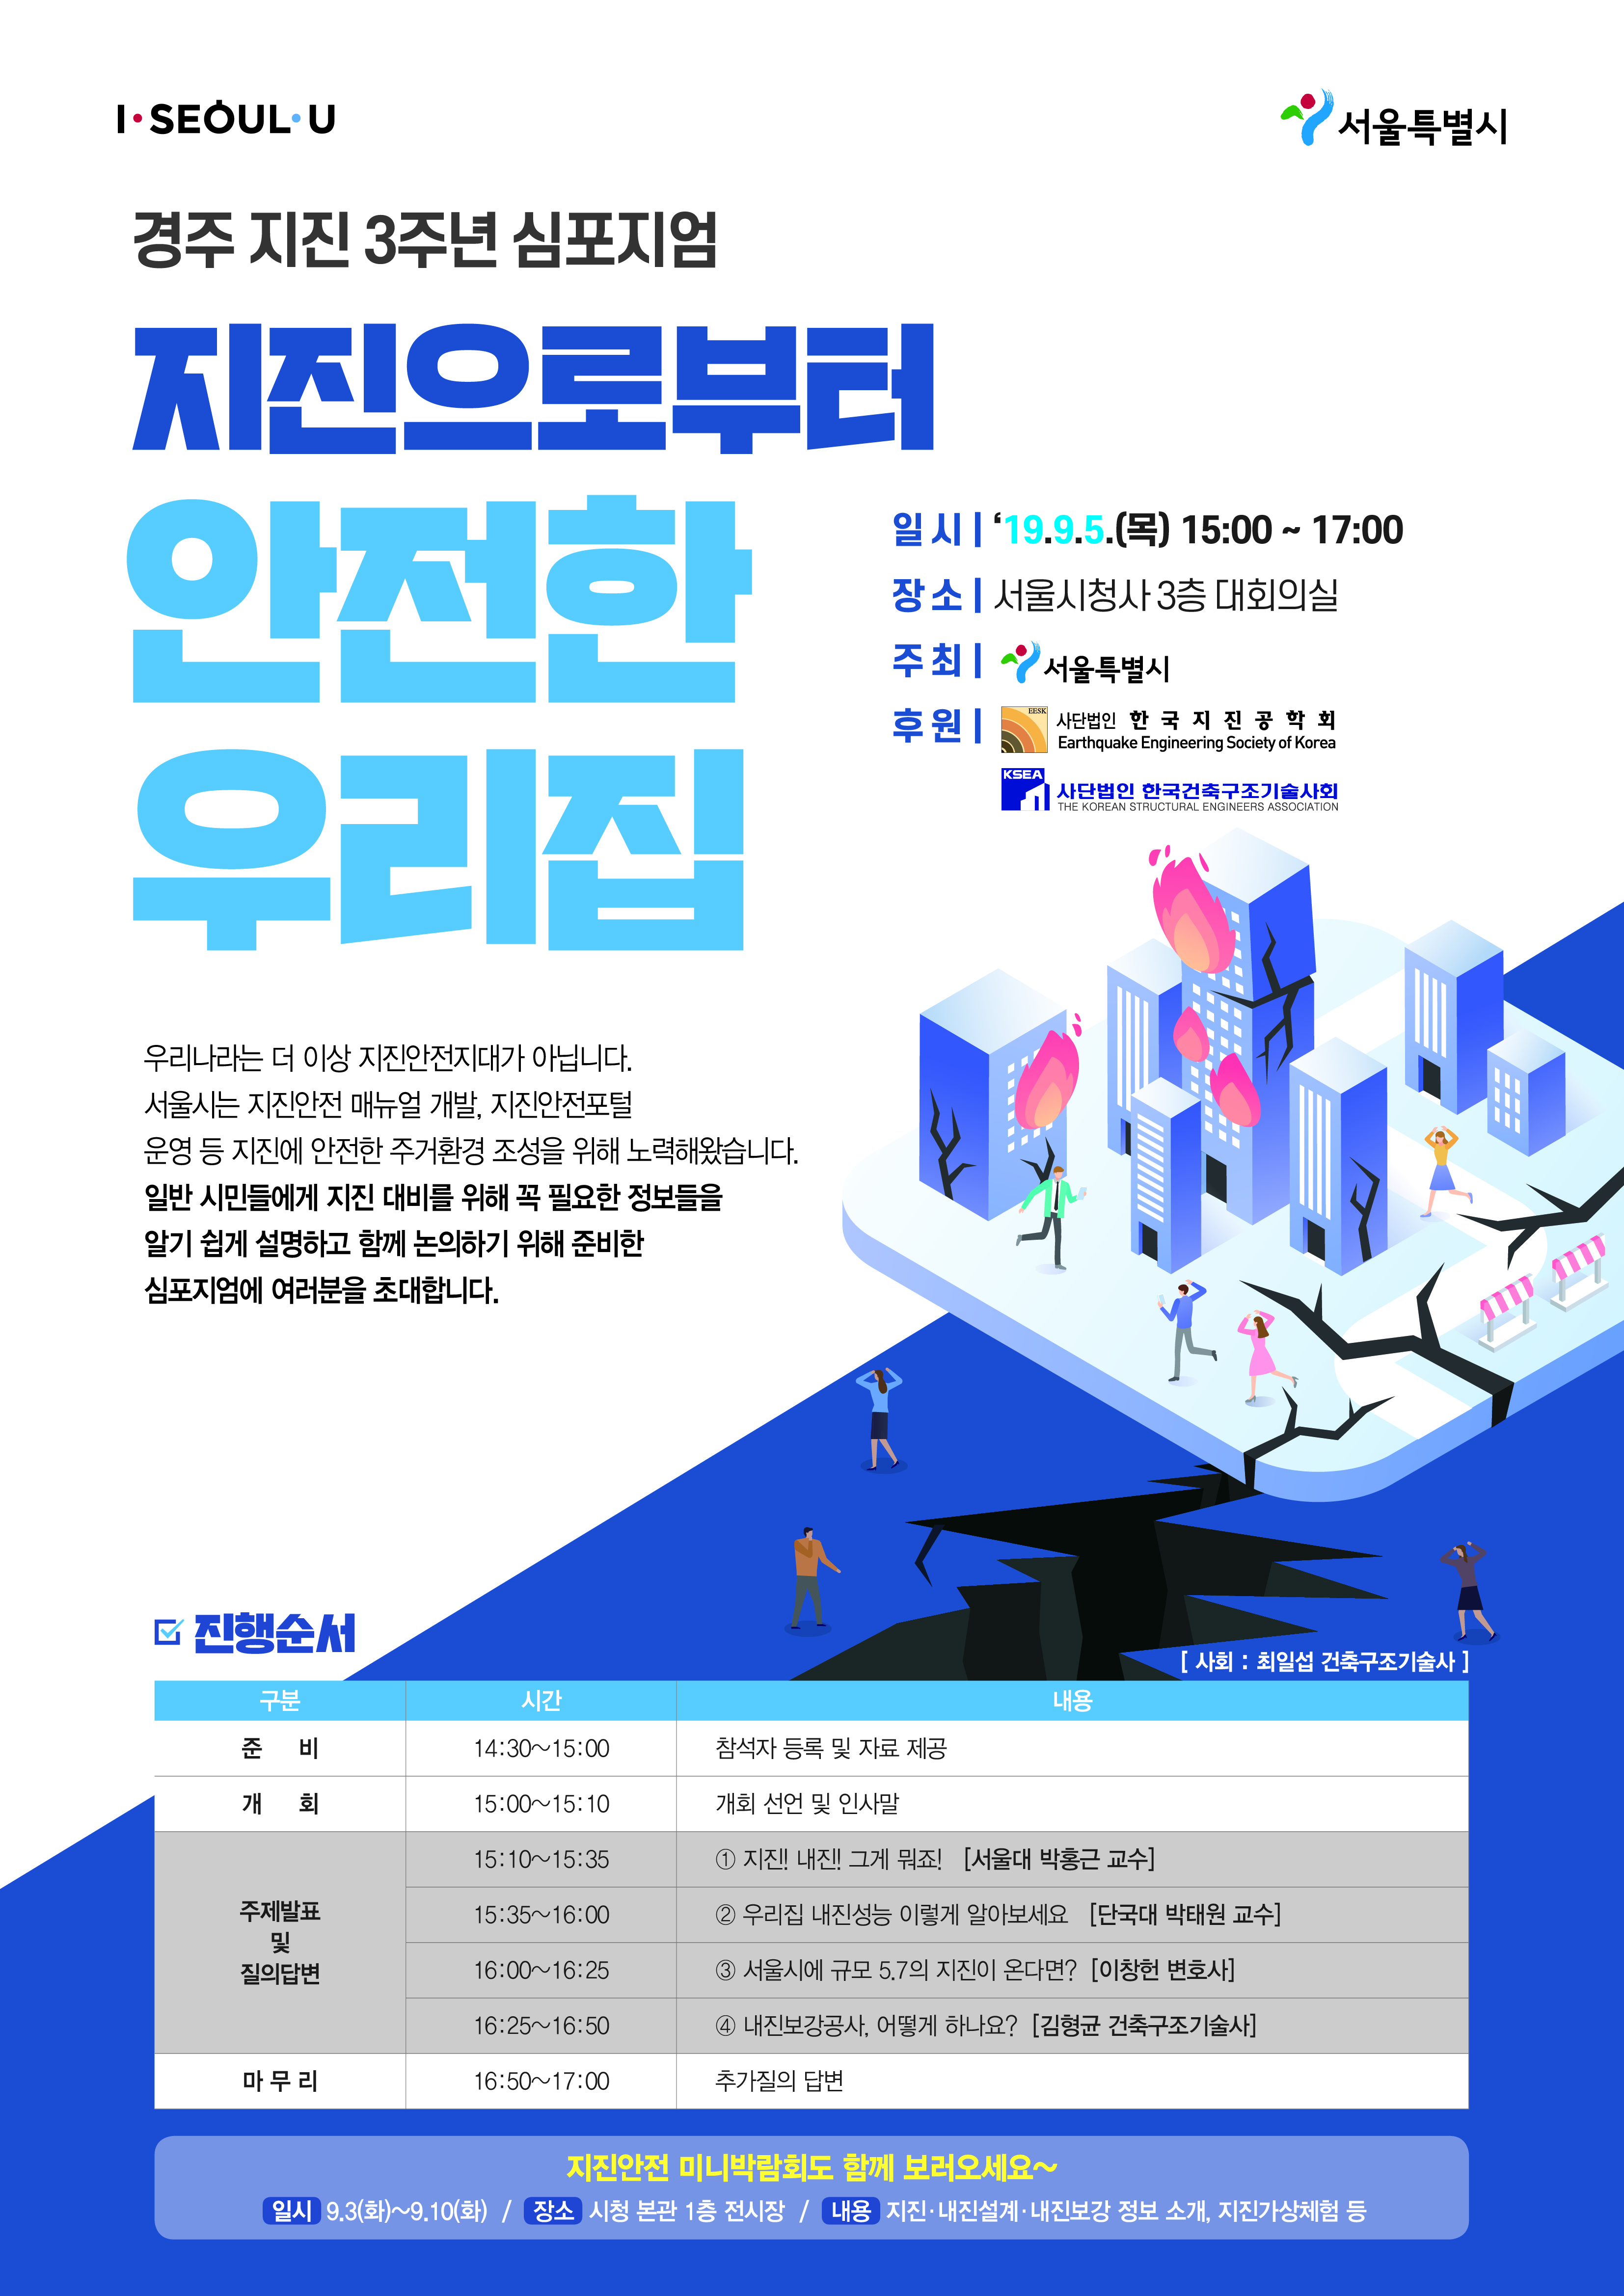 I·SEOUL·U
서울특별시
경주 지진 3주년 심포지엄
지진으로부터
안전한
우리집
일시 | ‘19.9.5.(목) 15:00 ~ 17:00
장소 | 서울시청사 3층 대회의실
주최 | 서울특별시
후원 | EESK 사단법인 한국지진공학회
Earthquake Engineering Society of Korea
KSEA 사단법인 한국건축구조기술사회
THE KOREAN STRUCTURAL ENGINEERS ASSOCIATION
우리나라는 더 이상 지진안전지대가 아닙니다.
서울시는 지진안전 매뉴얼 개발, 지진안전포털
운영 등 지진에 안전한 주거환경 조성을 위해 노력해왔습니다.
일반 시민들에게 지진 대비를 위해 꼭 필요한 정보들을
알기 쉽게 설명하고 함께 논의하기 위해 준비한
심포지엄에 여러분을 초대합니다.
진행순서
[ 사회 : 최일섭 건축구조기술사 ]
구분 시간 내용
준 비 14:30~15:00 참석자 등록 및 자료 제공
개 회 15:00~15:10 개회 선언 및 인사말
주제발표
및
질의답변
15:10~15:35 ① 지진! 내진! 그게 뭐죠! [서울대 박홍근 교수]
15:35~16:00 ② 우리집 내진성능 이렇게 알아보세요 [단국대 박태원 교수]
16:00~16:25 ③ 서울시에 규모 5.7의 지진이 온다면? [이창헌 변호사]
16:25~16:50 ④ 내진보강공사, 어떻게 하나요? [김형균 건축구조기술사]
마 무 리 16:50~17:00 추가질의 답변
지진안전 미니박람회도 함께 보러오세요~
일시 9.3(화)~9.10(화) / 장소 시청 본관 1층 전시장 / 내용 지진·내진설계·내진보강 정보 소개, 지진가상체험 등